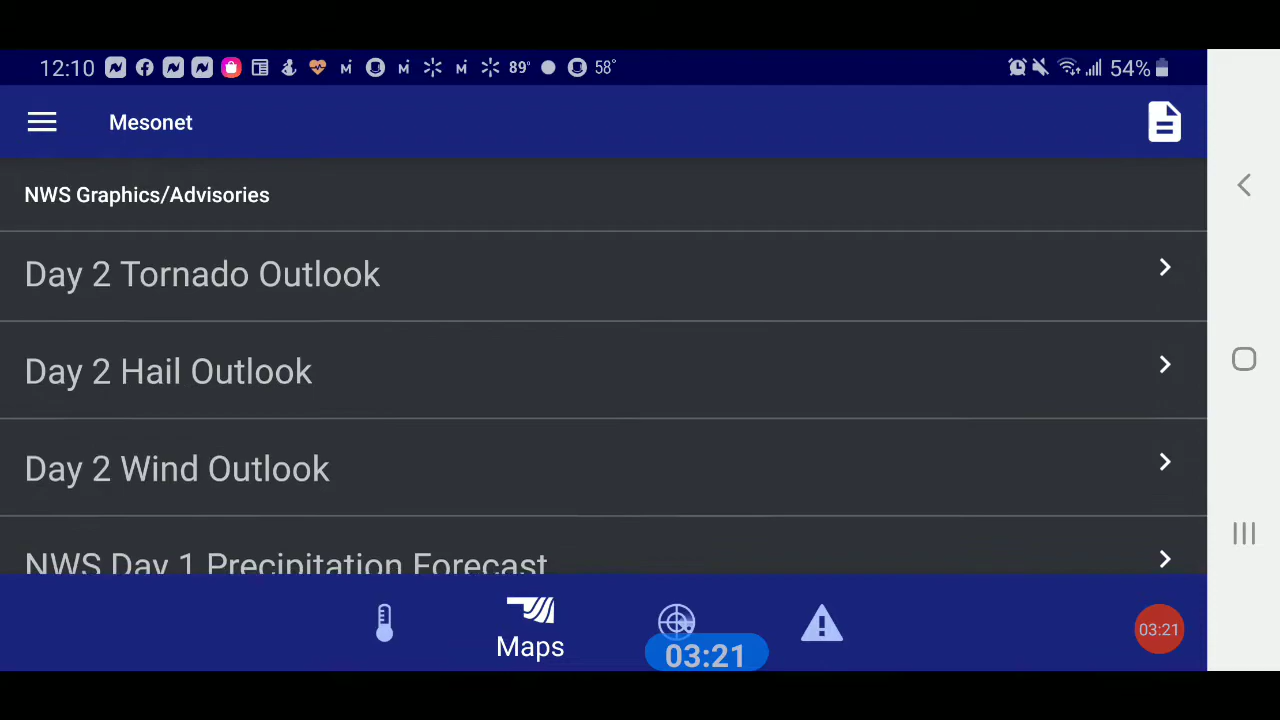 12:10 89° 58° 54%
Mesonet
NWS Graphics/Advisories
Day 2 Tornado Outlook
Day 2 Hail Outlook
Day 2 Wind Outlook
NWS Day 1 Precipitation Forecast
Maps
03:21
03:21